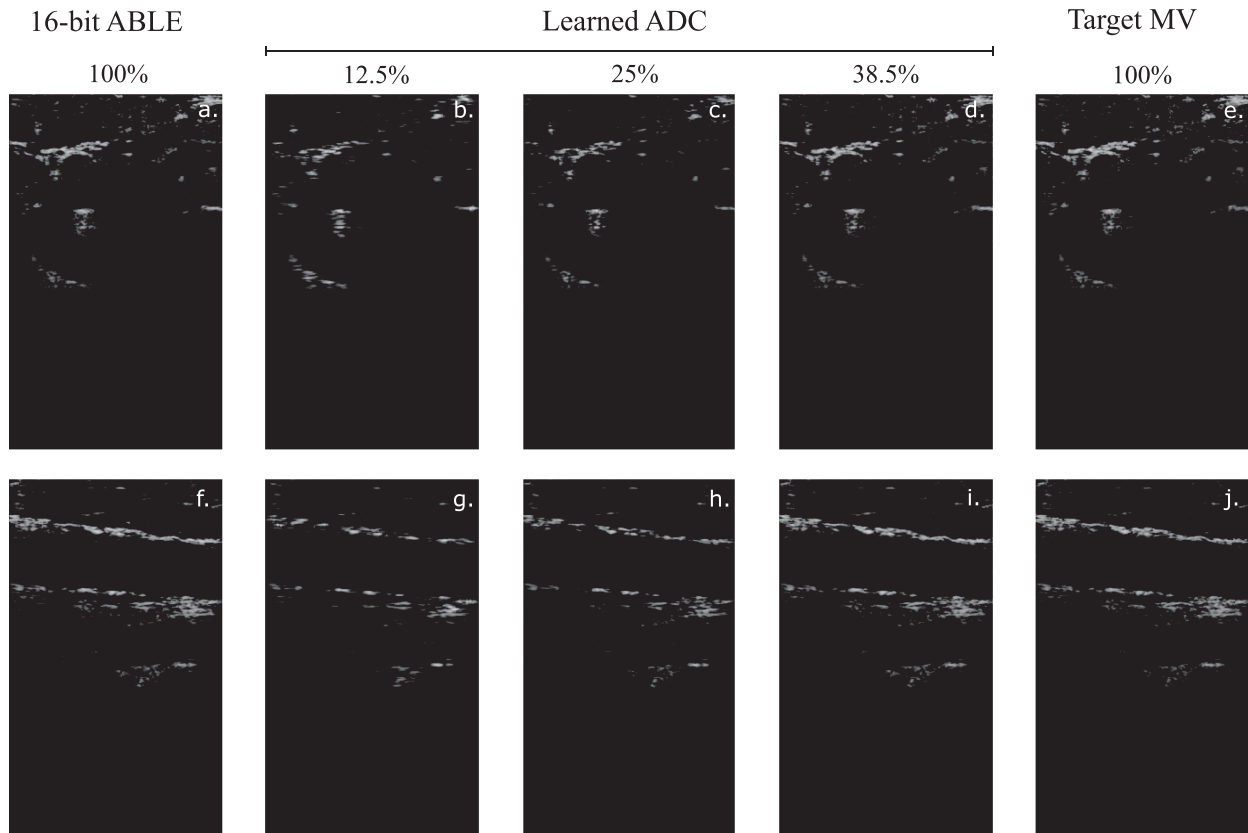 16-bit ABLE Learned ADC Target MV
100% 12.5% 25% 38.5% 100%
a. b. c. d. e.
f. g. h. i. j.